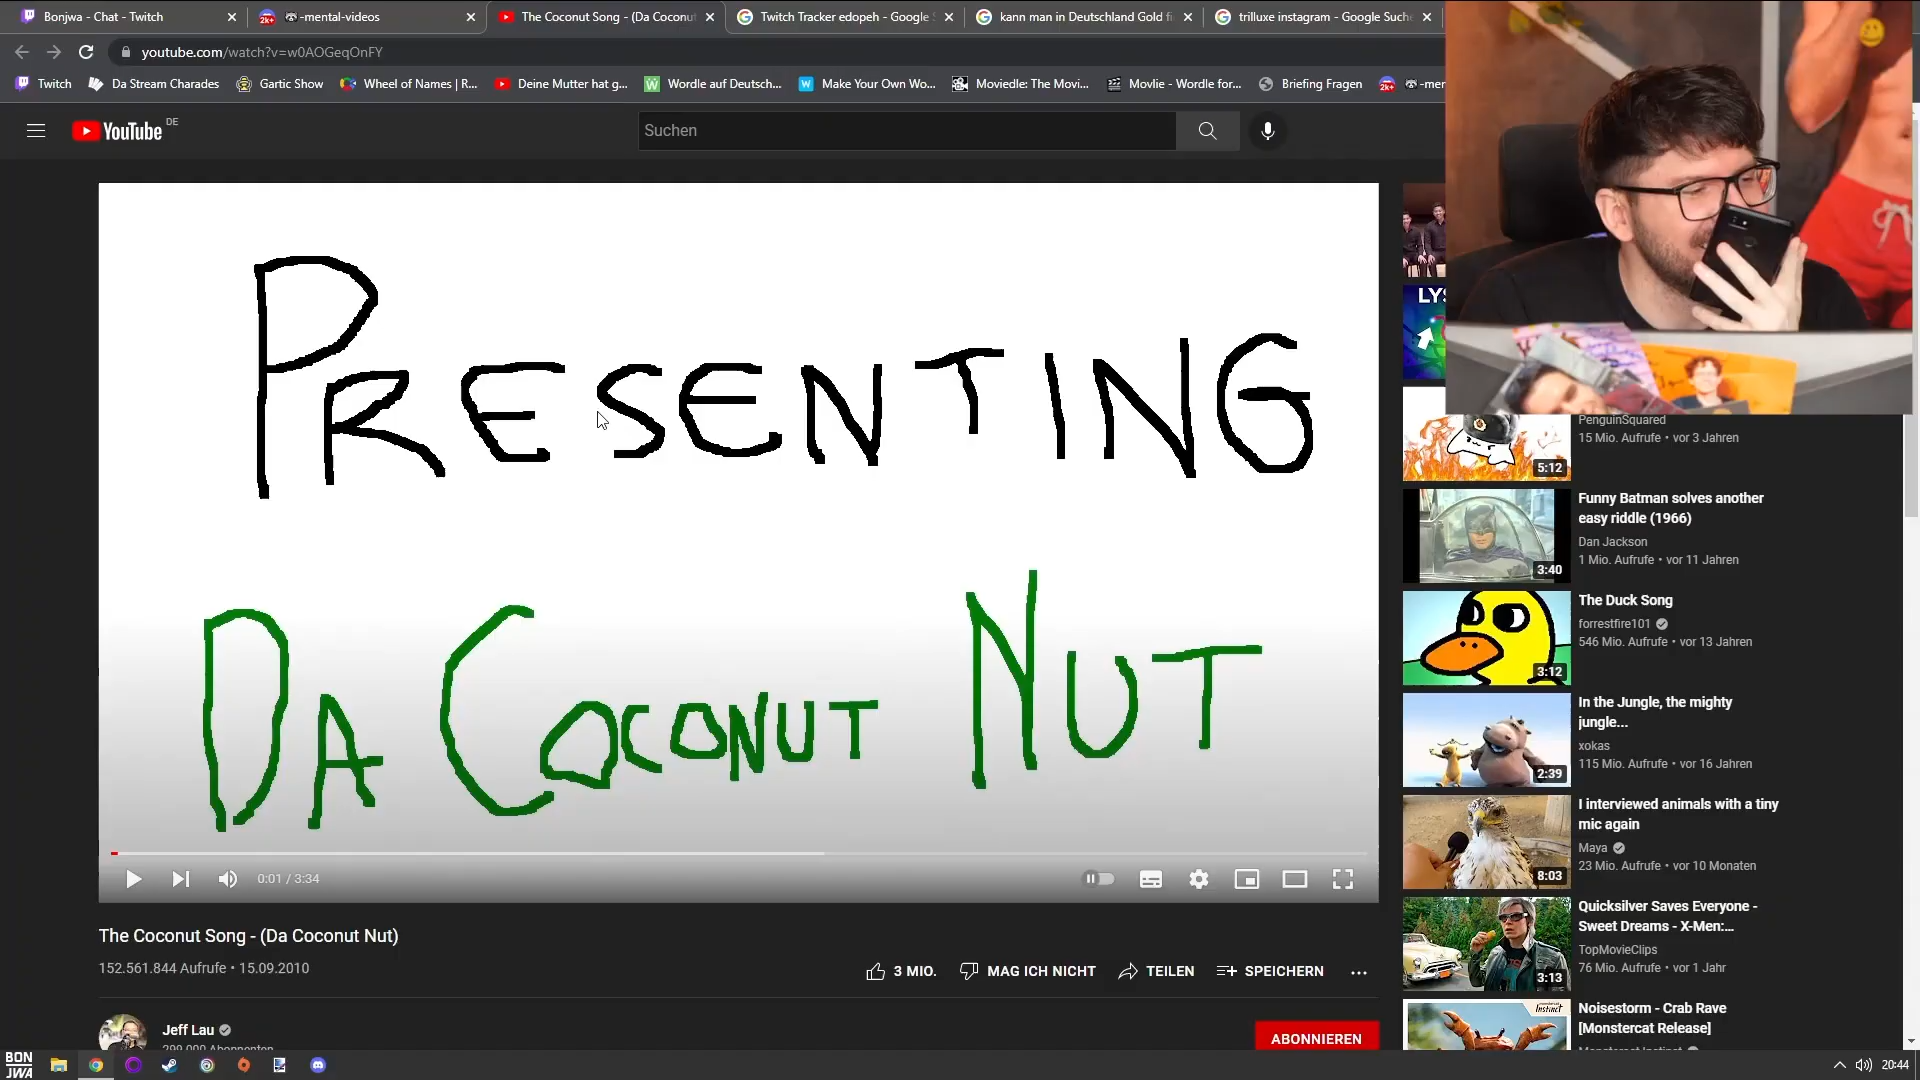 Bonjwa - Chat - Twitch
-mental-videos
The Coconut Song - (Da Coconut
Twitch Tracker edopeh - Google S
kann man in Deutschland Gold fi
trilluxe instagram - Google Suche
youtube.com/watch?v=w0AOGeqOnFY
Twitch
Da Stream Charades
Gartic Show
Wheel of Names | R...
Deine Mutter hat g...
Wordle auf Deutsch...
Make Your Own Wo...
Moviedle: The Movi...
Movlie - Wordle for...
Briefing Fragen
-mer
YouTube DE
Suchen
PRESENTING
DA COCONUT NUT
0:01 / 3:34
The Coconut Song - (Da Coconut Nut)
152.561.844 Aufrufe • 15.09.2010
3 MIO.
MAG ICH NICHT
TEILEN
SPEICHERN
Jeff Lau
299.000 Abonnenten
ABONNIEREN
LYS
PenguinSquared
15 Mio. Aufrufe • vor 3 Jahren
5:12
Funny Batman solves another
easy riddle (1966)
Dan Jackson
1 Mio. Aufrufe • vor 11 Jahren
3:40
The Duck Song
forrestfire101
546 Mio. Aufrufe • vor 13 Jahren
3:12
In the Jungle, the mighty
jungle...
xokas
115 Mio. Aufrufe • vor 16 Jahren
2:39
I interviewed animals with a tiny
mic again
Maya
23 Mio. Aufrufe • vor 10 Monaten
8:03
Quicksilver Saves Everyone -
Sweet Dreams - X-Men:...
TopMovieClips
76 Mio. Aufrufe • vor 1 Jahr
3:13
Noisestorm - Crab Rave
[Monstercat Release]
Monstercat Instinct
BON
JWA
20:44